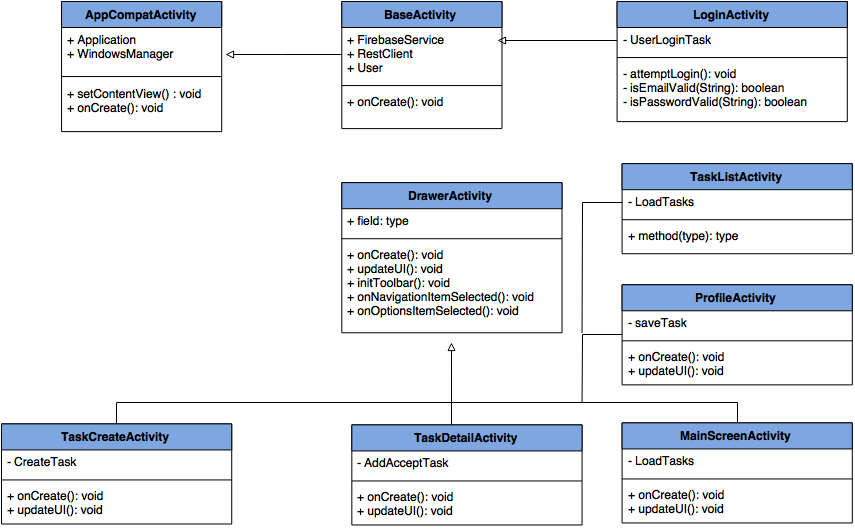 AppCompatActivity
+ Application
+ WindowsManager
+ setContentView() : void
+ onCreate(): void
BaseActivity
+ FirebaseService
+ RestClient
+ User
+ onCreate(): void
LoginActivity
- UserLoginTask
- attemptLogin(): void
- isEmailValid(String): boolean
- isPasswordValid(String): boolean
DrawerActivity
+ field: type
+ onCreate(): void
+ updateUI(): void
+ initToolbar(): void
+ onNavigationItemSelected(): void
+ onOptionsItemSelected(): void
TaskListActivity
- LoadTasks
+ method(type): type
ProfileActivity
- saveTask
+ onCreate(): void
+ updateUI(): void
TaskCreateActivity
- CreateTask
+ onCreate(): void
+ updateUI(): void
TaskDetailActivity
- AddAcceptTask
+ onCreate(): void
+ updateUI(): void
MainScreenActivity
- LoadTasks
+ onCreate(): void
+ updateUI(): void